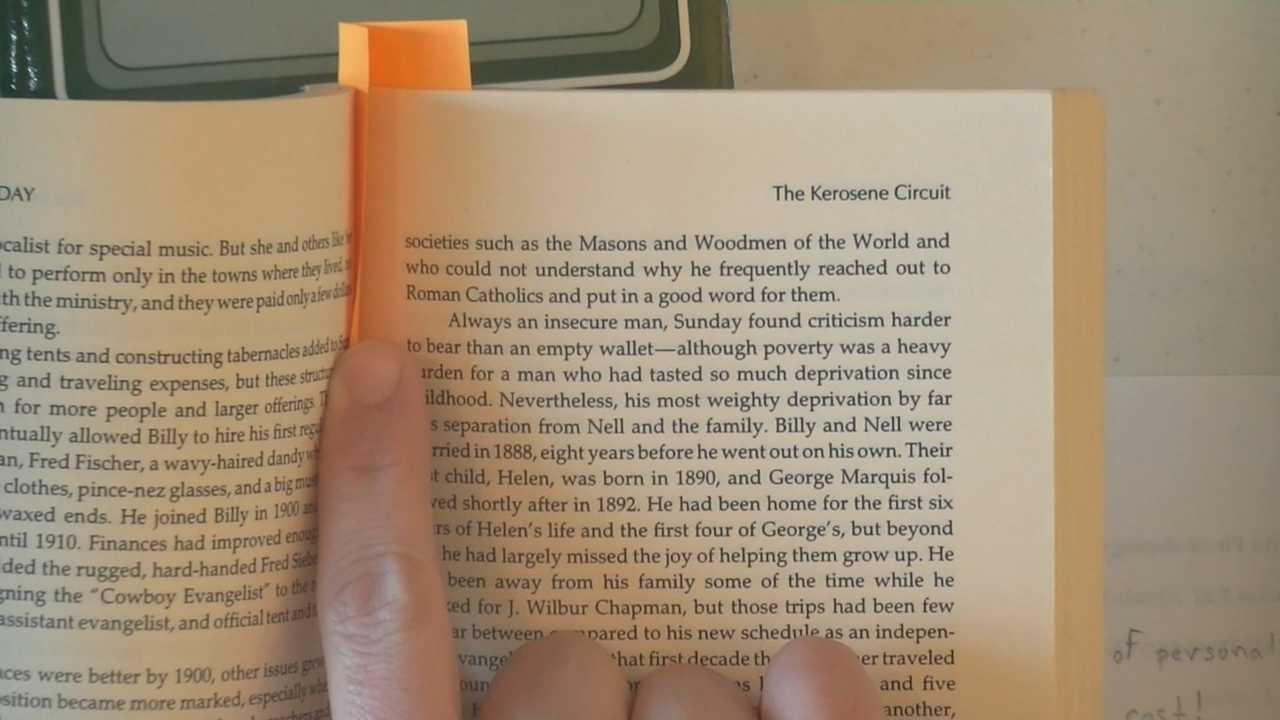 DAY
calist for special music. But she and others like
to perform only in the towns where they lived,
th the ministry, and they were paid only a few
fering.
ng tents and constructing tabernacles added to
and traveling expenses, but these
for more people and larger offerings.
ntually allowed Billy to hire his first
an, Fred Fischer, a wavy-haired dandy
clothes, pince-nez glasses, and a big
waxed ends. He joined Billy in 1900
ntil 1910. Finances had improved
ded the rugged, hard-handed Fred
gning the "Cowboy Evangelist" to the
assistant evangelist, and official tent and
ces were better by 1900, other issues
sition became more marked, especially
The Kerosene Circuit
societies such as the Masons and Woodmen of the World and
who could not understand why he frequently reached out to
Roman Catholics and put in a good word for them.
Always an insecure man, Sunday found criticism harder
to bear than an empty wallet—although poverty was a heavy
rden for a man who had tasted so much deprivation since
ildhood. Nevertheless, his most weighty deprivation by far
s separation from Nell and the family. Billy and Nell were
rried in 1888, eight years before he went out on his own. Their
t child, Helen, was born in 1890, and George Marquis fol-
ved shortly after in 1892. He had been home for the first six
rs of Helen's life and the first four of George's, but beyond
he had largely missed the joy of helping them grow up. He
been away from his family some of the time while he
ked for J. Wilbur Chapman, but those trips had been few
ar between compared to his new schedule as an indepen-
that first decade traveled
and five
another,
of personal
cost!